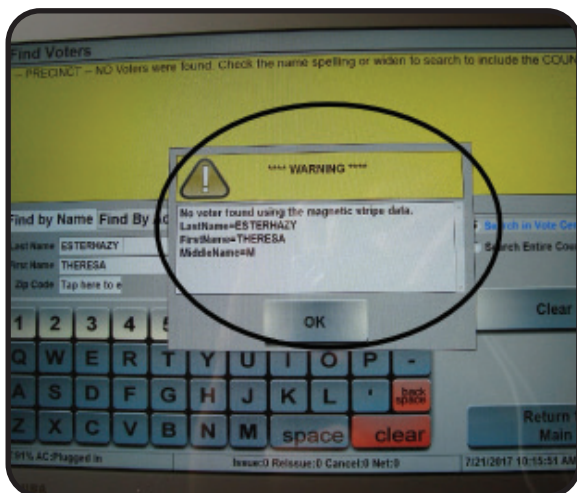 Find Voters
-- PRECINCT -- NO Voters were found. Check the name spelling or widen to search to include the COUN
**** WARNING ****
No voter found using the magnetic stripe data.
LastName=ESTERHAZY
FirstName=THERESA
MiddleName=M
OK
Find by Name Find By
Search in Vote Cen
Last Name ESTERHAZY
Search Entire Cou
First Name THERESA
Zip Code Tap here to e
Clear
1 2 3 4
Q W E R T Y U I O P -
A S D F G H J K L ' back space
Z X C V B N M space clear
Return
Main
91% AC:Plugged in
Issue:0 Reissue:0 Cancel:0 Net:0
7/21/2017 10:15:51 AM